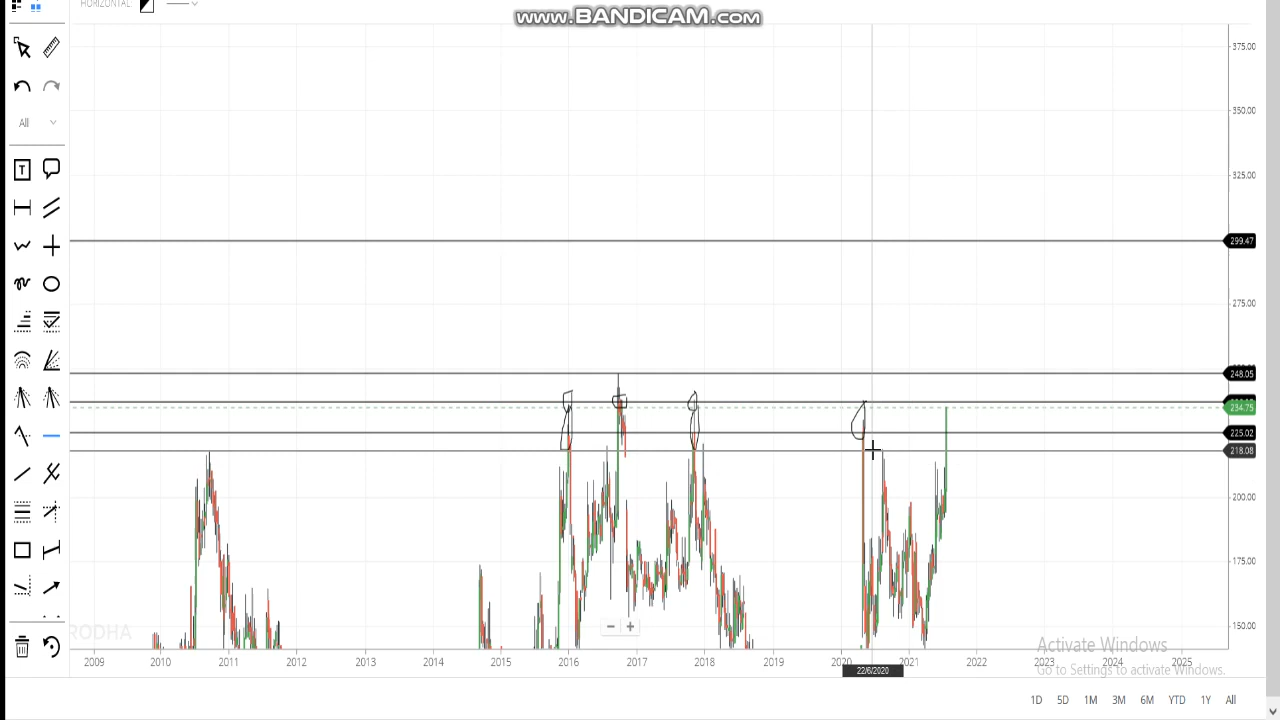 HORIZONTAL:
www.BANDICAM.com
All
T
375.00
350.00
325.00
299.47
275.00
248.05
234.75
225.02
218.08
200.00
175.00
150.00
RODHA
Activate Windows
Go to Settings to activate Windows.
2009 2010 2011 2012 2013 2014 2015 2016 2017 2018 2019 2020 2021 2022 2023 2024 2025
22/6/2020
1D 5D 1M 3M 6M YTD 1Y All